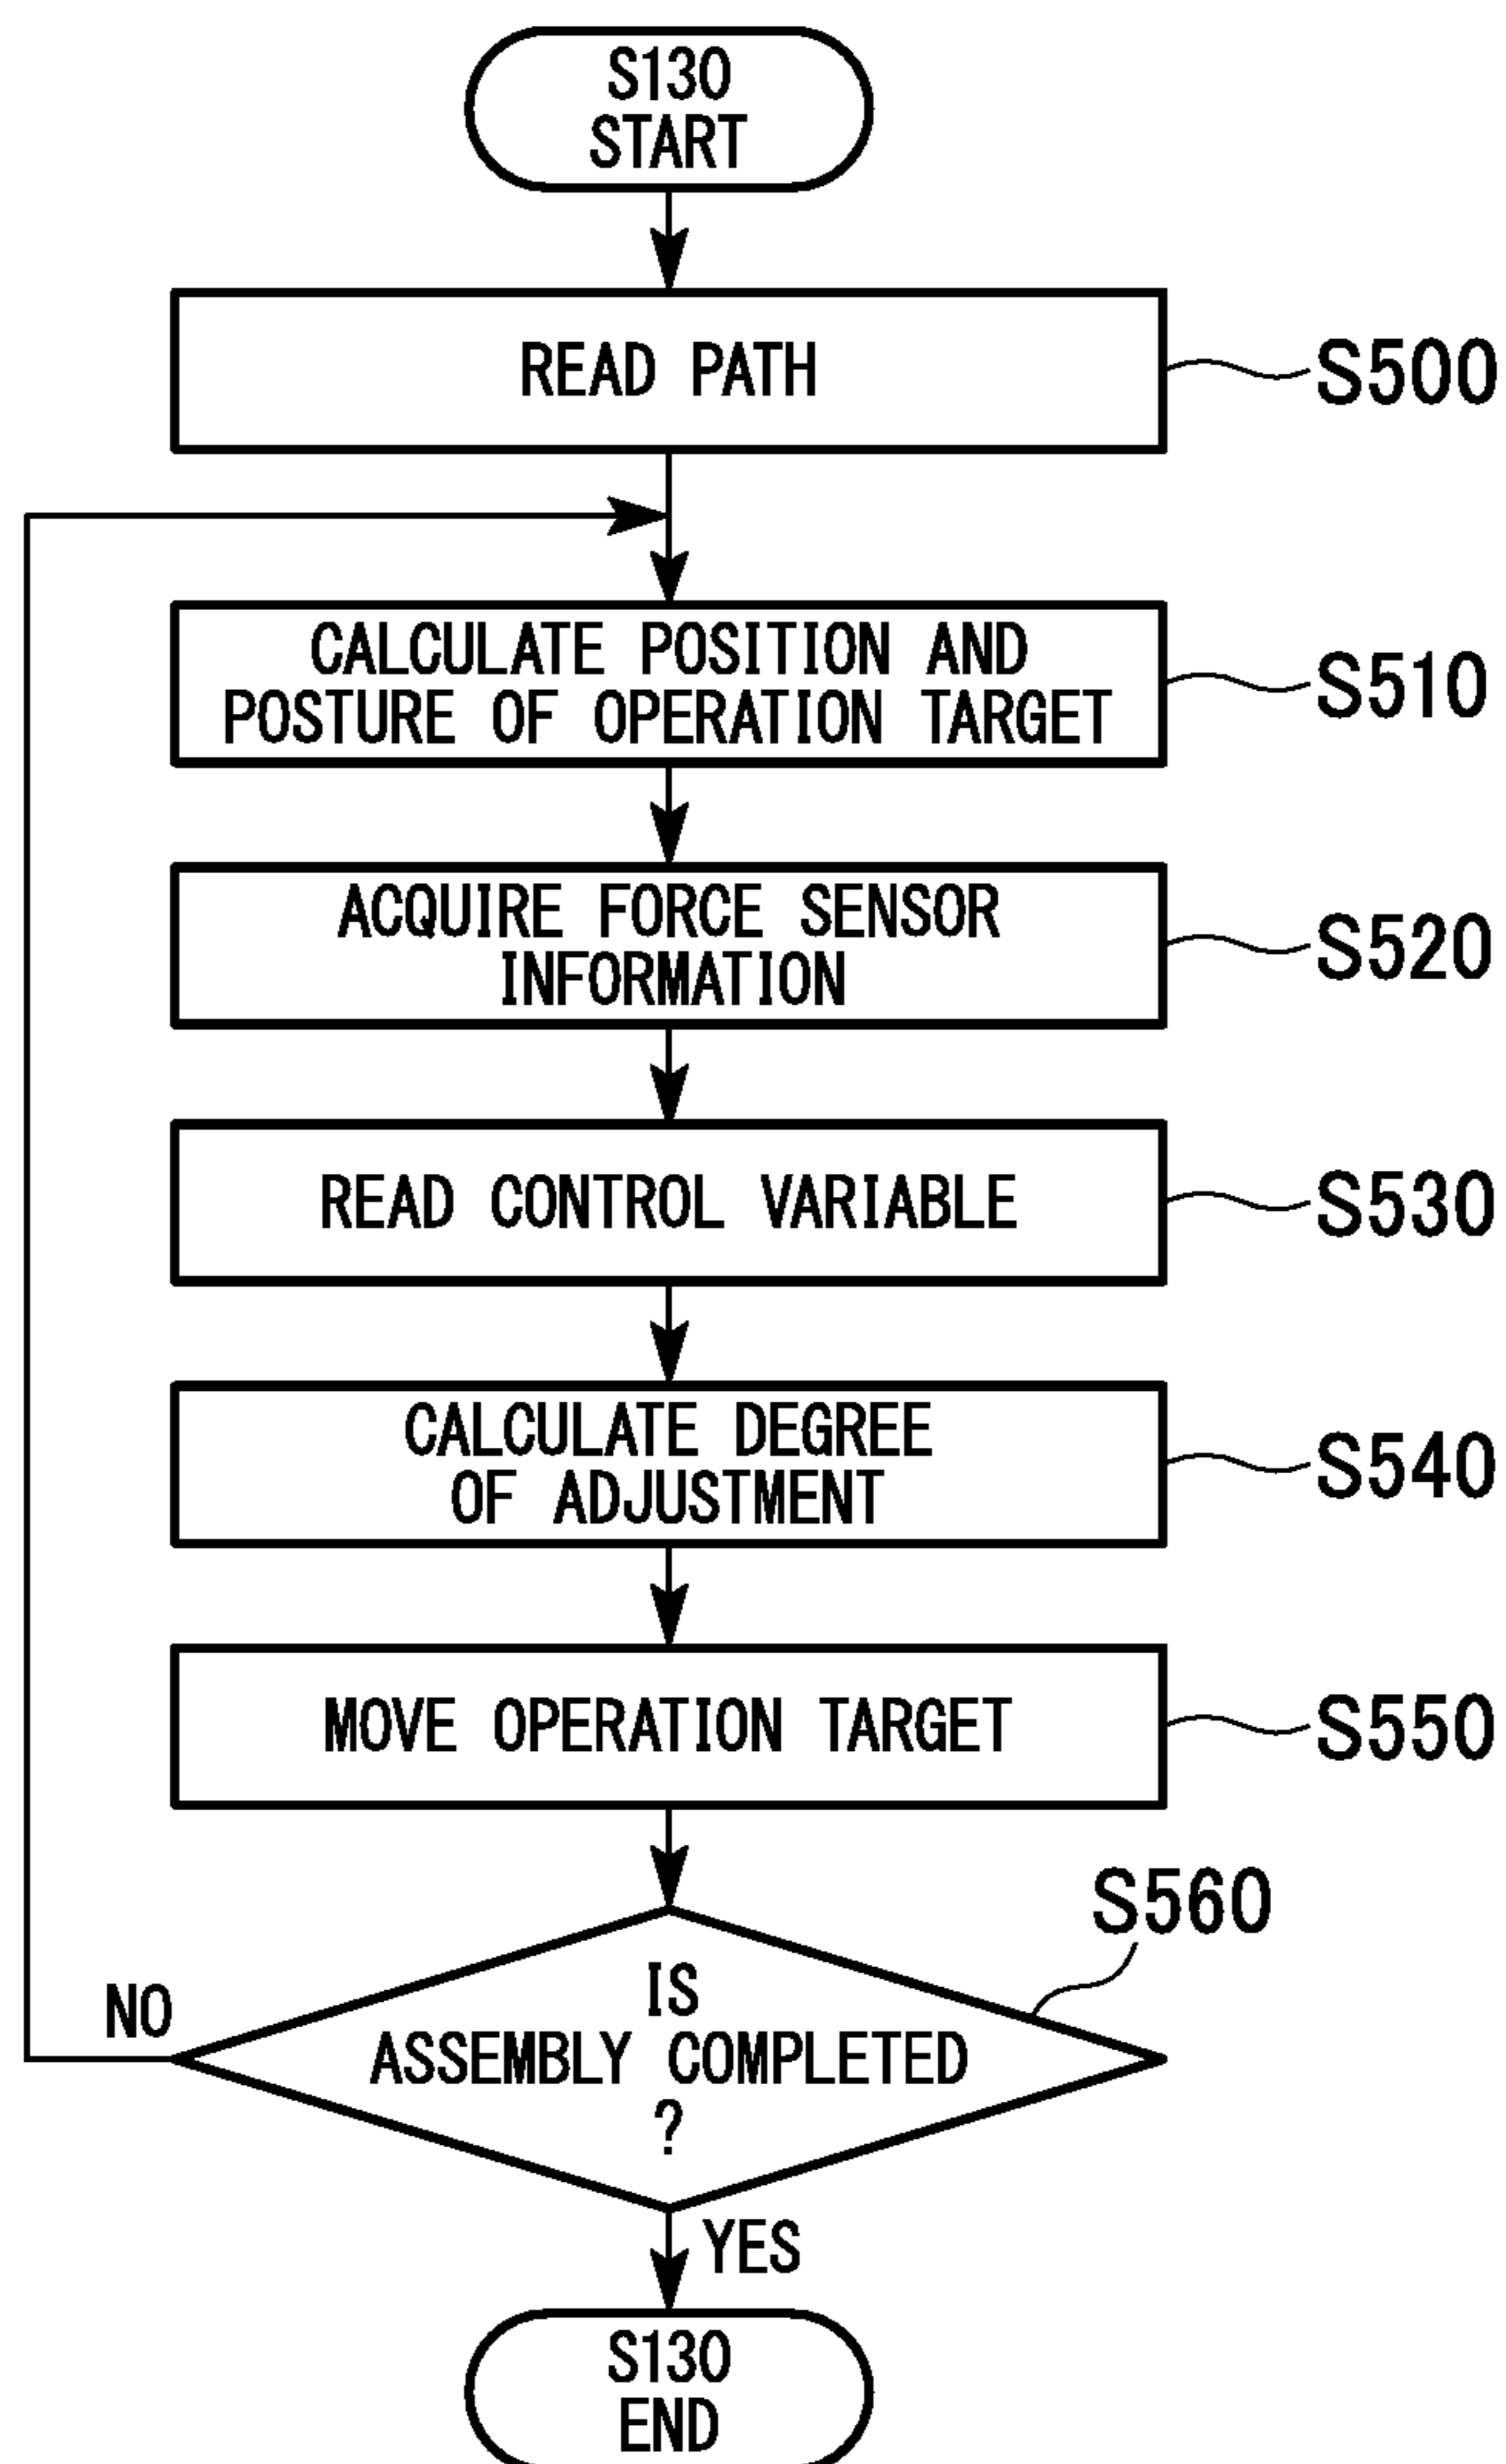 S130
START
READ PATH
S500
CALCULATE POSITION AND
POSTURE OF OPERATION TARGET
S510
ACQUIRE FORCE SENSOR
INFORMATION
S520
READ CONTROL VARIABLE
S530
CALCULATE DEGREE
OF ADJUSTMENT
S540
MOVE OPERATION TARGET
S550
S560
NO
IS
ASSEMBLY COMPLETED
?
YES
S130
END